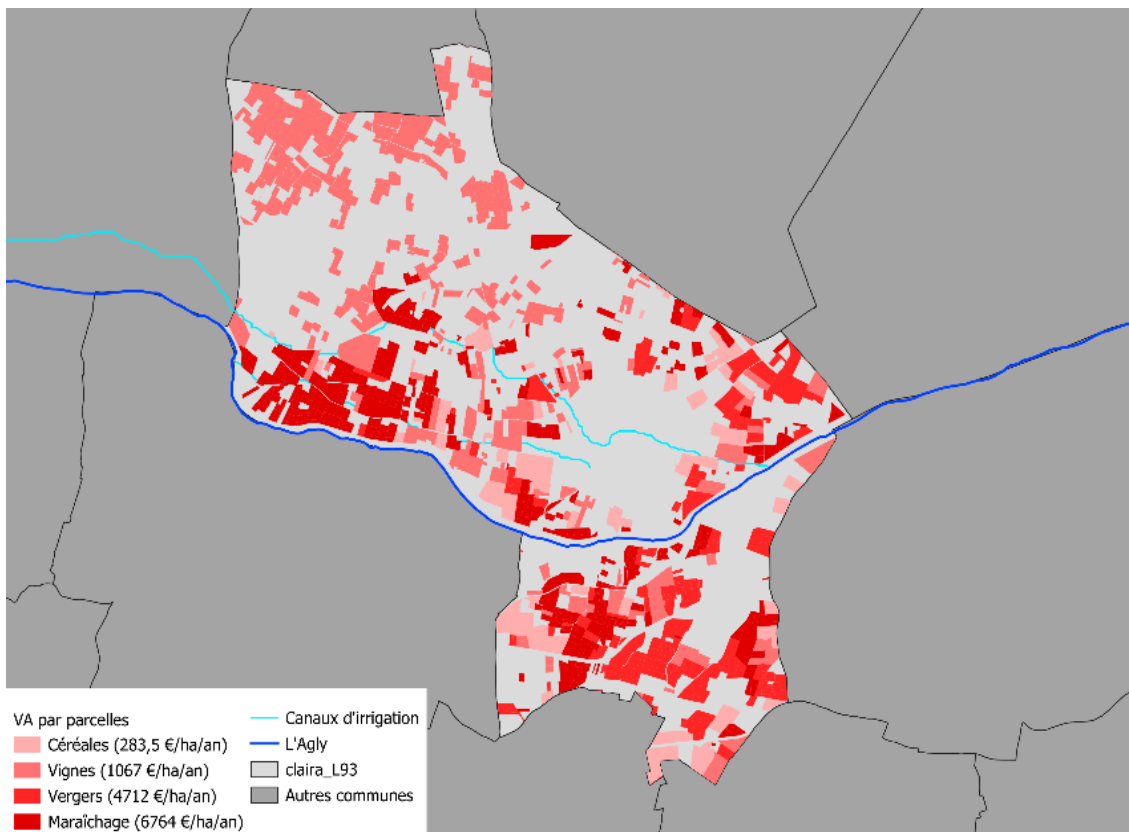 VA par parcelles
Céréales (283,5 €/ha/an)
Vignes (1067 €/ha/an)
Vergers (4712 €/ha/an)
Maraîchage (6764 €/ha/an)
Canaux d'irrigation
L'Agly
claira_L93
Autres communes